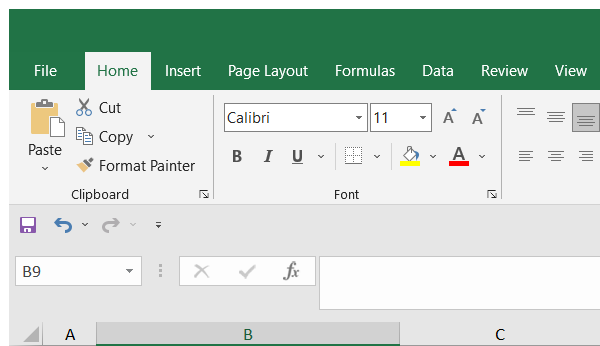 File Home Insert Page Layout Formulas Data Review View
Cut
Copy
Paste
Format Painter
Clipboard
Calibri 11 A A
B I U A
Font
B9 fx
A B C